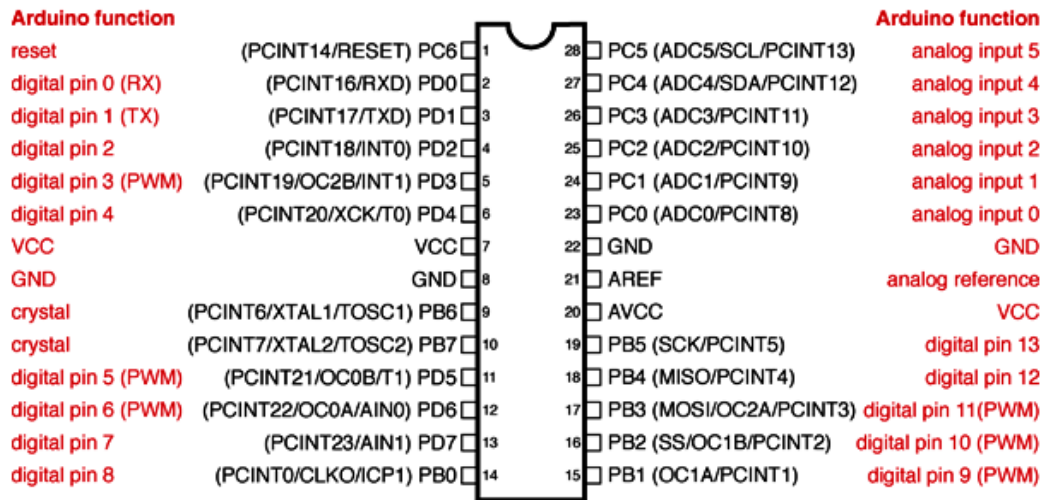 Arduino function Arduino function
reset (PCINT14/RESET) PC6 1 28 PC5 (ADC5/SCL/PCINT13) analog input 5
digital pin 0 (RX) (PCINT16/RXD) PD0 2 27 PC4 (ADC4/SDA/PCINT12) analog input 4
digital pin 1 (TX) (PCINT17/TXD) PD1 3 26 PC3 (ADC3/PCINT11) analog input 3
digital pin 2 (PCINT18/INT0) PD2 4 25 PC2 (ADC2/PCINT10) analog input 2
digital pin 3 (PWM) (PCINT19/OC2B/INT1) PD3 5 24 PC1 (ADC1/PCINT9) analog input 1
digital pin 4 (PCINT20/XCK/T0) PD4 6 23 PC0 (ADC0/PCINT8) analog input 0
VCC VCC 7 22 GND GND
GND GND 8 21 AREF analog reference
crystal (PCINT6/XTAL1/TOSC1) PB6 9 20 AVCC VCC
crystal (PCINT7/XTAL2/TOSC2) PB7 10 19 PB5 (SCK/PCINT5) digital pin 13
digital pin 5 (PWM) (PCINT21/OC0B/T1) PD5 11 18 PB4 (MISO/PCINT4) digital pin 12
digital pin 6 (PWM) (PCINT22/OC0A/AIN0) PD6 12 17 PB3 (MOSI/OC2A/PCINT3) digital pin 11(PWM)
digital pin 7 (PCINT23/AIN1) PD7 13 16 PB2 (SS/OC1B/PCINT2) digital pin 10 (PWM)
digital pin 8 (PCINT0/CLKO/ICP1) PB0 14 15 PB1 (OC1A/PCINT1) digital pin 9 (PWM)